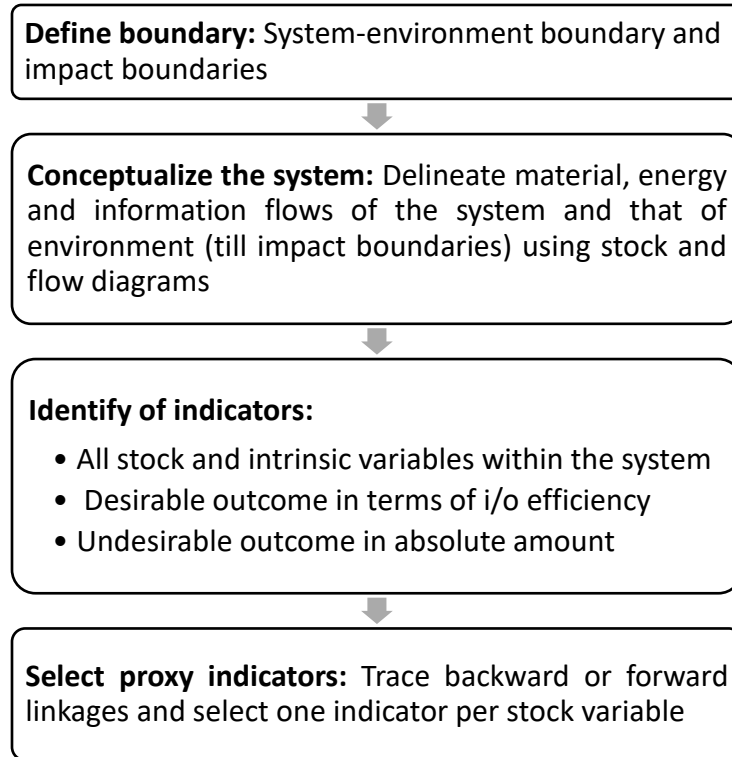 Define boundary: System-environment boundary and
impact boundaries
Conceptualize the system: Delineate material, energy
and information flows of the system and that of
environment (till impact boundaries) using stock and
flow diagrams
Identify of indicators:
• All stock and intrinsic variables within the system
• Desirable outcome in terms of i/o efficiency
• Undesirable outcome in absolute amount
Select proxy indicators: Trace backward or forward
linkages and select one indicator per stock variable